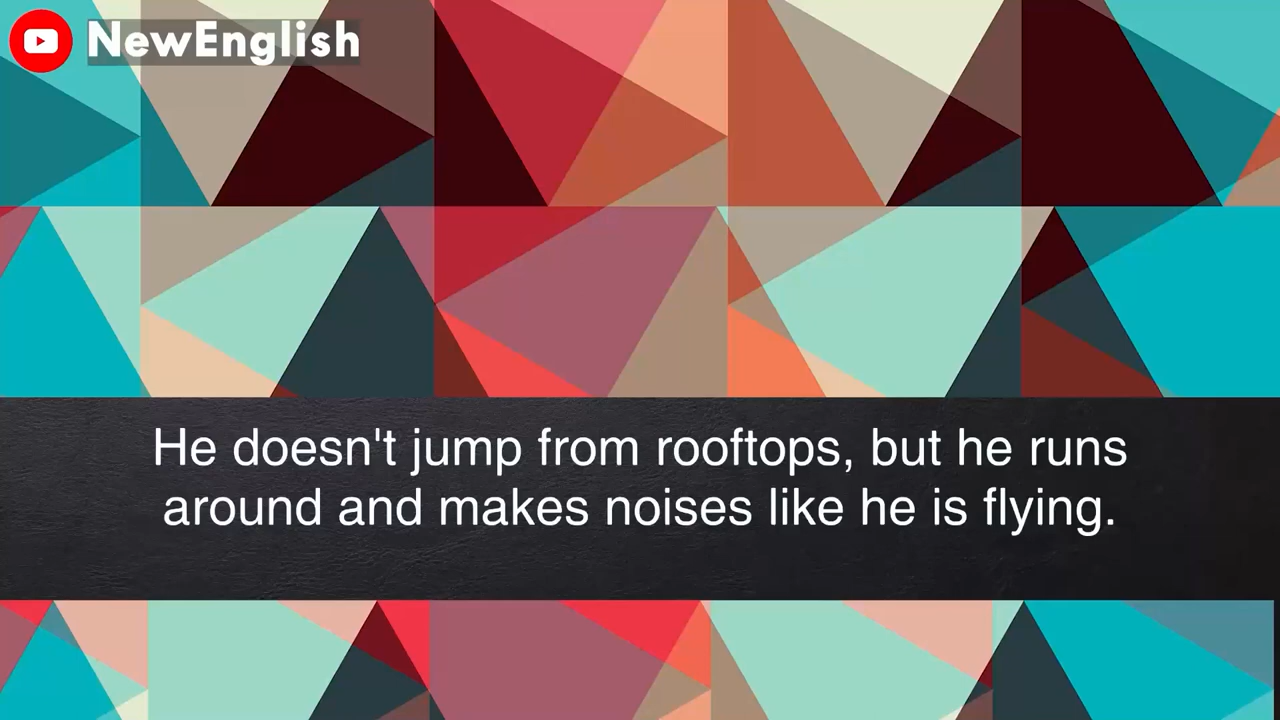 NewEnglish
He doesn't jump from rooftops, but he runs
around and makes noises like he is flying.